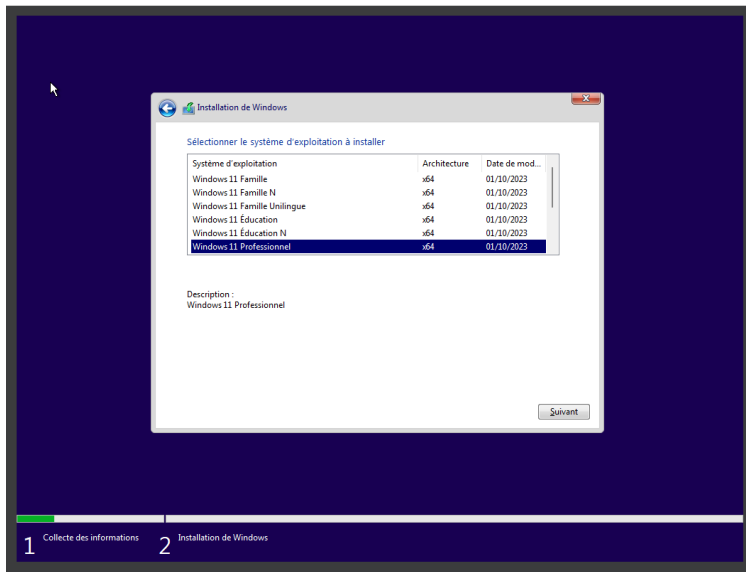 Installation de Windows
Sélectionner le système d'exploitation à installer
Système d'exploitation Architecture Date de mod...
Windows 11 Famille x64 01/10/2023
Windows 11 Famille N x64 01/10/2023
Windows 11 Famille Unilingue x64 01/10/2023
Windows 11 Éducation x64 01/10/2023
Windows 11 Éducation N x64 01/10/2023
Windows 11 Professionnel x64 01/10/2023
Description :
Windows 11 Professionnel
Suivant
1 Collecte des informations 2 Installation de Windows